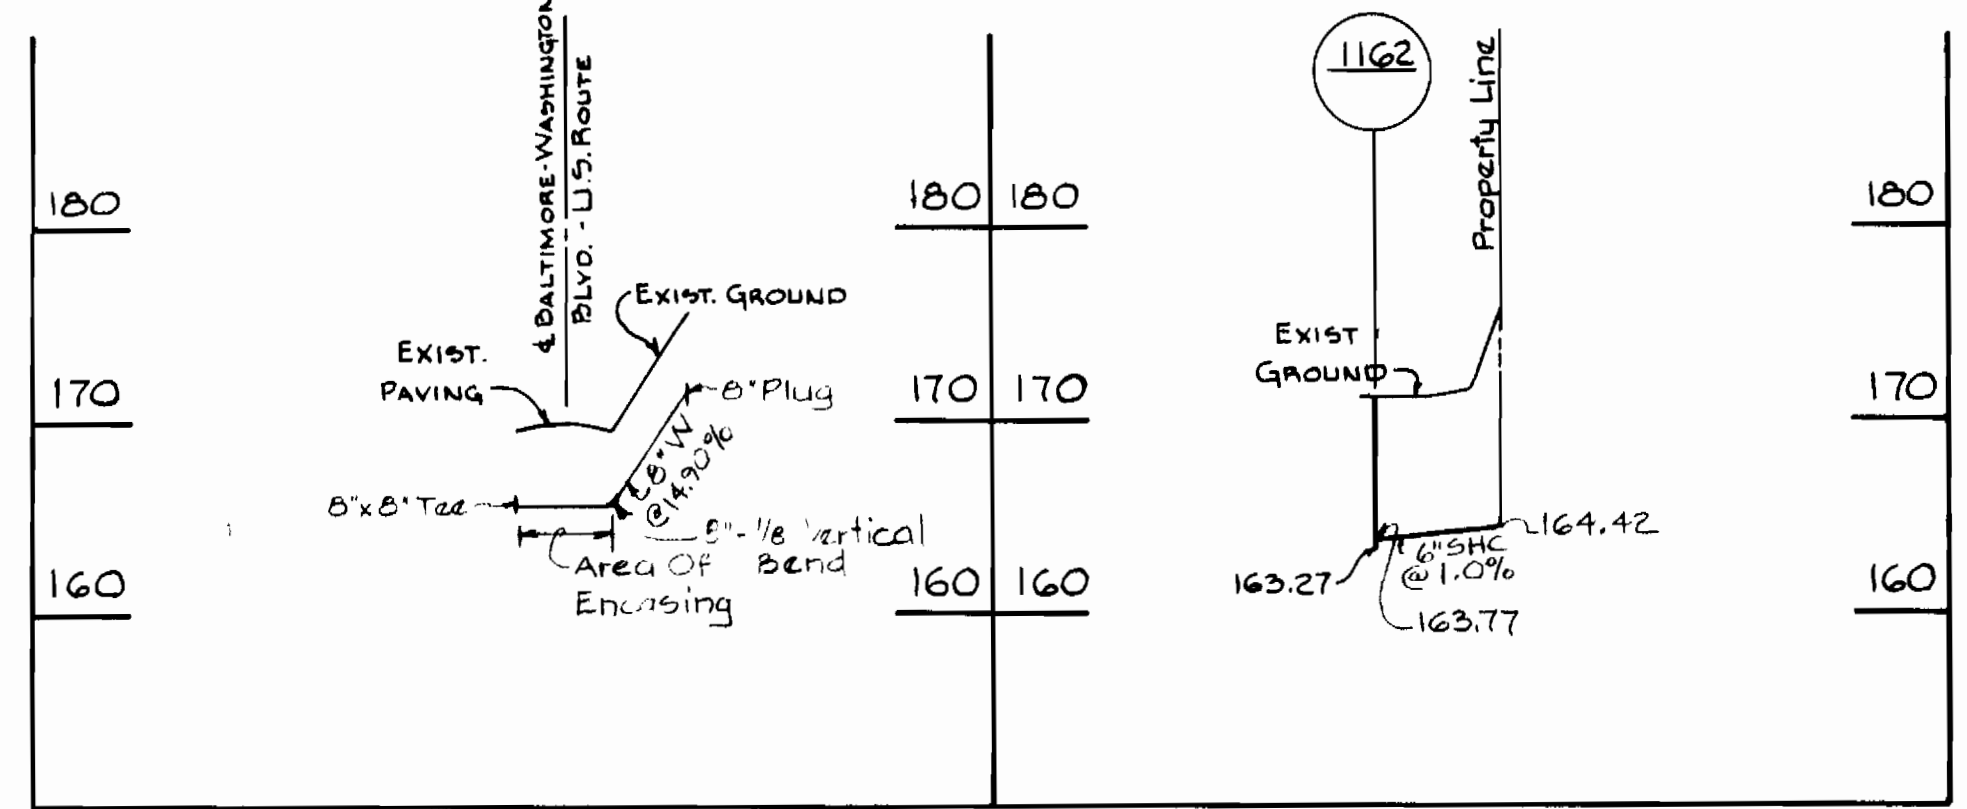 ℄ BALTIMORE-WASHINGTON
BLVD. - U.S. ROUTE
180
170
160
EXIST. GROUND
EXIST.
PAVING
8" Plug
8" W
@ 14.90%
8"x8" Tee
8"-1/8 Vertical
Bend
Area Of
Encasing
180
170
160
180
170
160
1162
Property Line
EXIST
GROUND
164.42
6" SHC
@ 1.0%
163.27
163.77
180
170
160